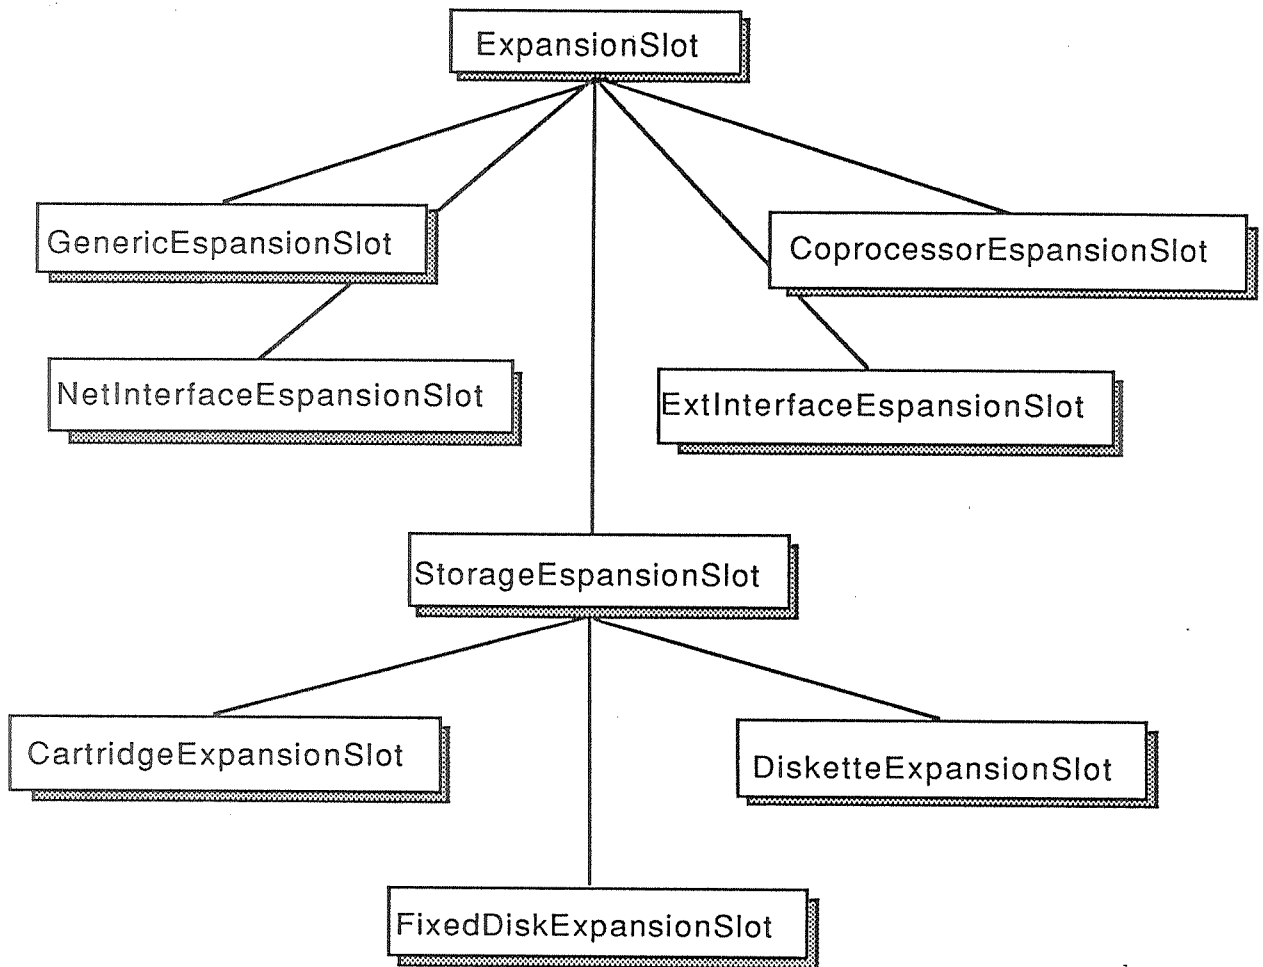 ExpansionSlot
GenericEspansionSlot
CoprocessorEspansionSlot
NetInterfaceEspansionSlot
ExtInterfaceEspansionSlot
StorageEspansionSlot
CartridgeExpansionSlot
DisketteExpansionSlot
FixedDiskExpansionSlot